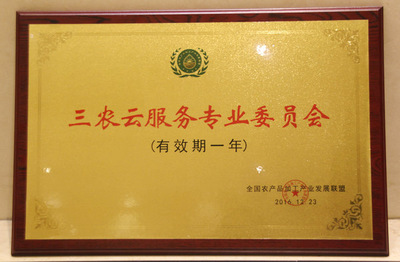 三农云服务专业委员会
(有效期一年)
全国农产品加工产业发展联盟
2016.12.23